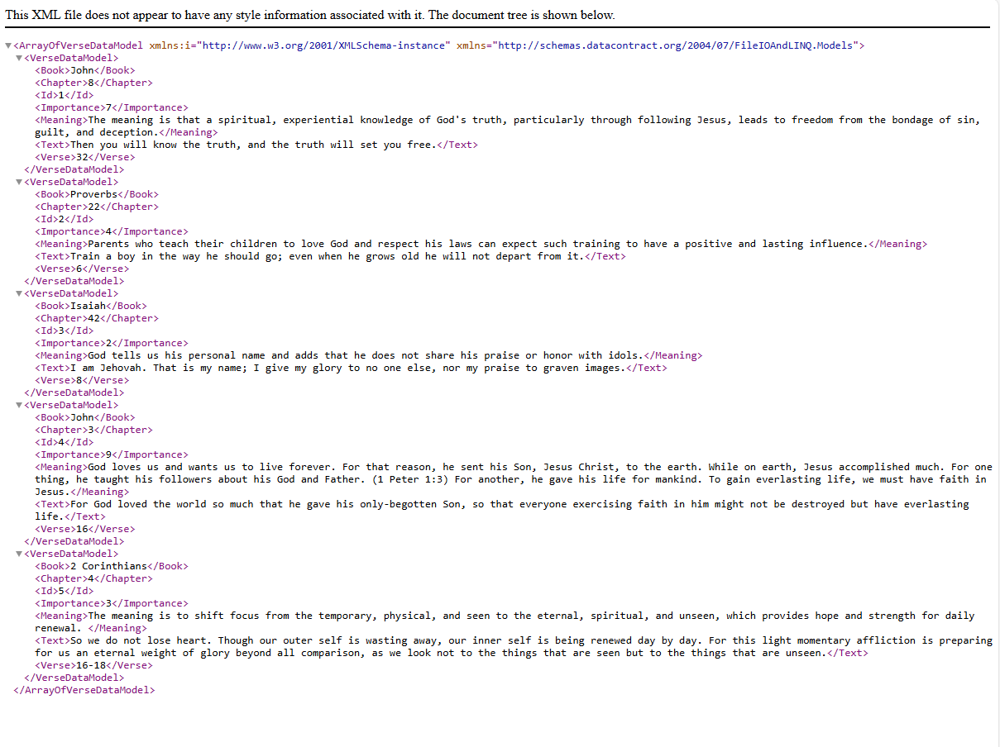 This XML file does not appear to have any style information associated with it. The document tree is shown below.
▼<ArrayOfVerseDataModel xmlns:i="http://www.w3.org/2001/XMLSchema-instance" xmlns="http://schemas.datacontract.org/2004/07/FileIOAndLINQ.Models">
▼<VerseDataModel>
<Book>John</Book>
<Chapter>8</Chapter>
<Id>1</Id>
<Importance>7</Importance>
<Meaning>The meaning is that a spiritual, experiential knowledge of God's truth, particularly through following Jesus, leads to freedom from the bondage of sin,
guilt, and deception.</Meaning>
<Text>Then you will know the truth, and the truth will set you free.</Text>
<Verse>32</Verse>
</VerseDataModel>
▼<VerseDataModel>
<Book>Proverbs</Book>
<Chapter>22</Chapter>
<Id>2</Id>
<Importance>4</Importance>
<Meaning>Parents who teach their children to love God and respect his laws can expect such training to have a positive and lasting influence.</Meaning>
<Text>Train a boy in the way he should go; even when he grows old he will not depart from it.</Text>
<Verse>6</Verse>
</VerseDataModel>
▼<VerseDataModel>
<Book>Isaiah</Book>
<Chapter>42</Chapter>
<Id>3</Id>
<Importance>2</Importance>
<Meaning>God tells us his personal name and adds that he does not share his praise or honor with idols.</Meaning>
<Text>I am Jehovah. That is my name; I give my glory to no one else, nor my praise to graven images.</Text>
<Verse>8</Verse>
</VerseDataModel>
▼<VerseDataModel>
<Book>John</Book>
<Chapter>3</Chapter>
<Id>4</Id>
<Importance>9</Importance>
<Meaning>God loves us and wants us to live forever. For that reason, he sent his Son, Jesus Christ, to the earth. While on earth, Jesus accomplished much. For one
thing, he taught his followers about his God and Father. (1 Peter 1:3) For another, he gave his life for mankind. To gain everlasting life, we must have faith in
Jesus.</Meaning>
<Text>For God loved the world so much that he gave his only-begotten Son, so that everyone exercising faith in him might not be destroyed but have everlasting
life.</Text>
<Verse>16</Verse>
</VerseDataModel>
▼<VerseDataModel>
<Book>2 Corinthians</Book>
<Chapter>4</Chapter>
<Id>5</Id>
<Importance>3</Importance>
<Meaning>The meaning is to shift focus from the temporary, physical, and seen to the eternal, spiritual, and unseen, which provides hope and strength for daily
renewal. </Meaning>
<Text>So we do not lose heart. Though our outer self is wasting away, our inner self is being renewed day by day. For this light momentary affliction is preparing
for us an eternal weight of glory beyond all comparison, as we look not to the things that are seen but to the things that are unseen.</Text>
<Verse>16-18</Verse>
</VerseDataModel>
</ArrayOfVerseDataModel>